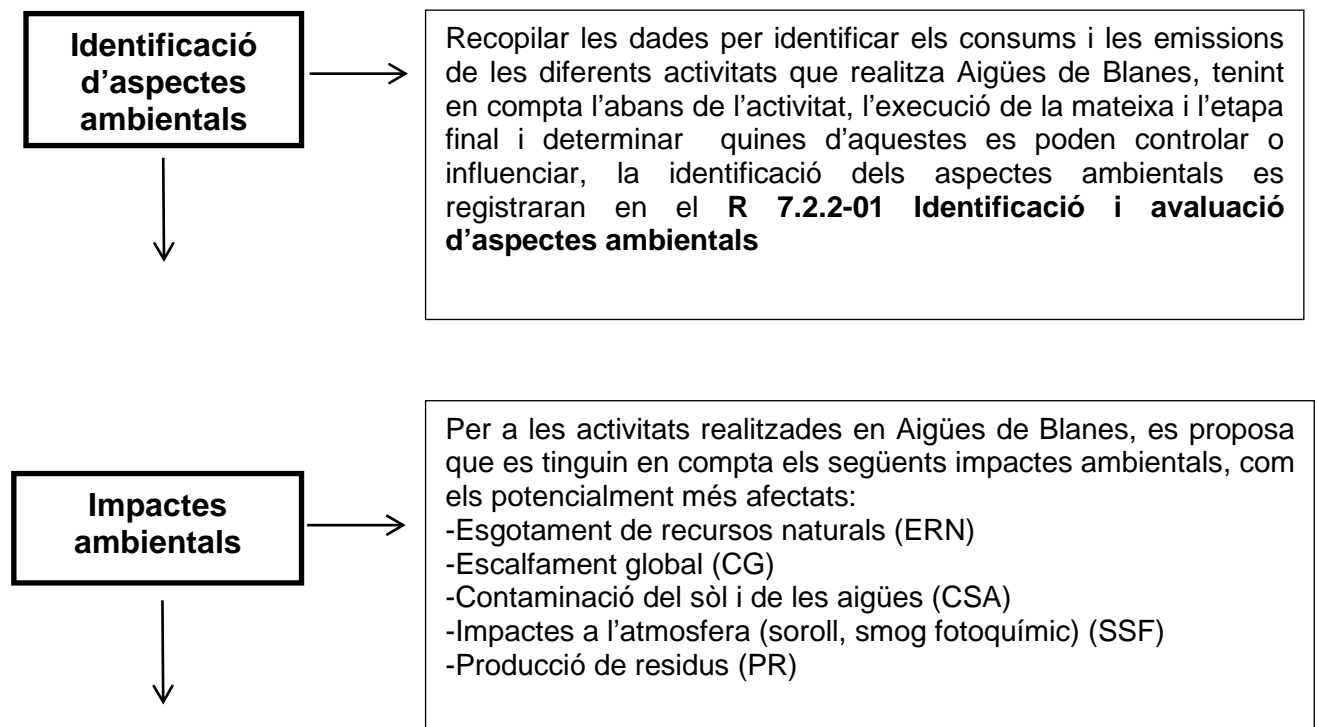 Identificació
d’aspectes
ambientals
Recopilar les dades per identificar els consums i les emissions
de les diferents activitats que realitza Aigües de Blanes, tenint
en compta l’abans de l’activitat, l’execució de la mateixa i l’etapa
final i determinar quines d’aquestes es poden controlar o
influenciar, la identificació dels aspectes ambientals es
registraran en el R 7.2.2-01 Identificació i avaluació
d’aspectes ambientals
Impactes
ambientals
Per a les activitats realitzades en Aigües de Blanes, es proposa
que es tinguin en compta els següents impactes ambientals, com
els potencialment més afectats:
-Esgotament de recursos naturals (ERN)
-Escalfament global (CG)
-Contaminació del sòl i de les aigües (CSA)
-Impactes a l’atmosfera (soroll, smog fotoquímic) (SSF)
-Producció de residus (PR)